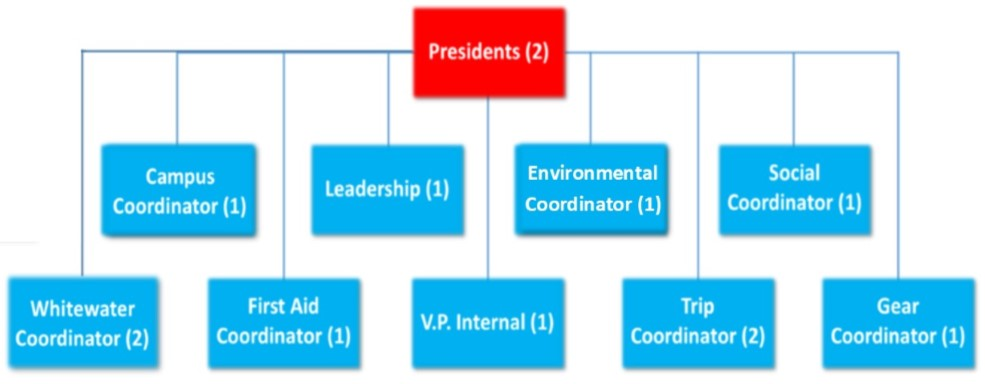 Presidents (2)
Campus
Coordinator (1)
Leadership (1)
Environmental
Coordinator (1)
Social
Coordinator (1)
Whitewater
Coordinator (2)
First Aid
Coordinator (1)
V.P. Internal (1)
Trip
Coordinator (2)
Gear
Coordinator (1)